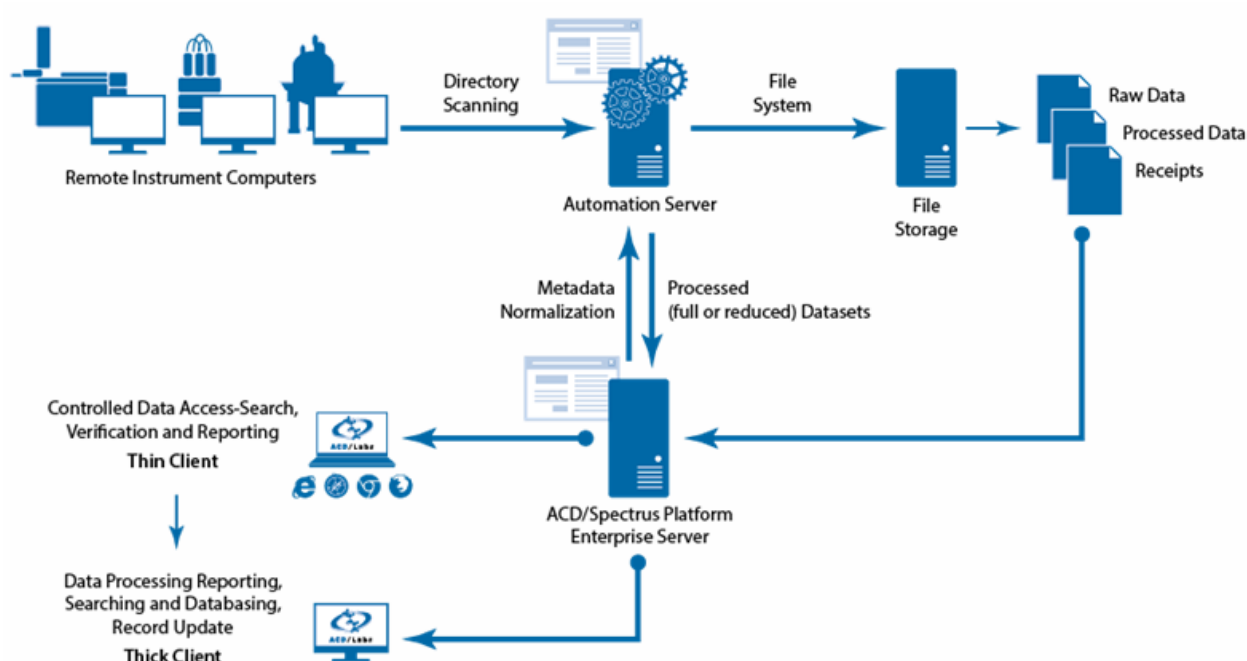 Directory
Scanning
File
System
Raw Data
Processed Data
Receipts
Remote Instrument Computers
Automation Server
File
Storage
Metadata
Normalization
Processed
(full or reduced) Datasets
Controlled Data Access-Search,
Verification and Reporting
Thin Client
ACD/Labs
ACD/Spectrus Platform
Enterprise Server
Data Processing Reporting,
Searching and Databasing,
Record Update
Thick Client
ACD/Labs